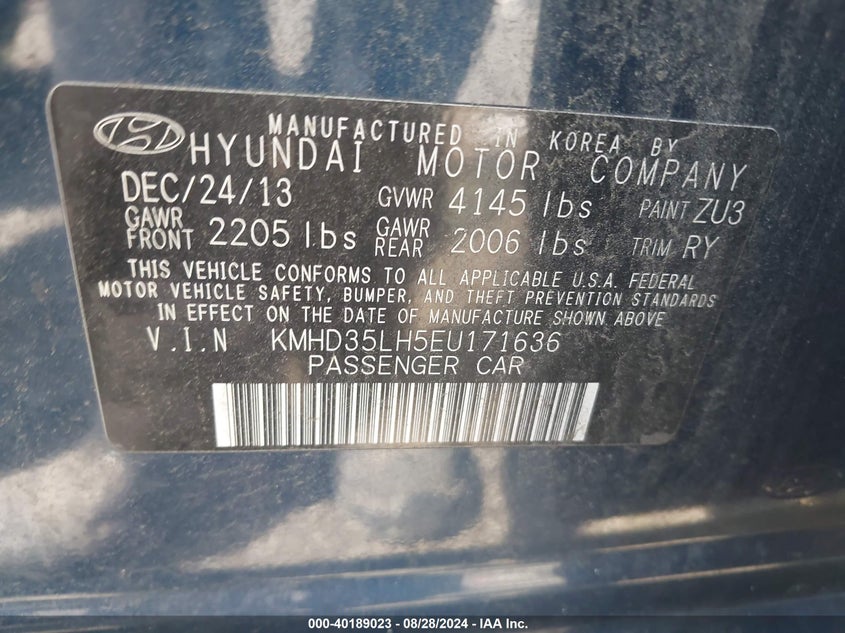 MANUFACTURED IN KOREA BY
HYUNDAI MOTOR COMPANY
DEC/24/13 GVWR 4145 lbs PAINT ZU3
GAWR FRONT 2205 lbs GAWR REAR 2006 lbs TRIM RY
THIS VEHICLE CONFORMS TO ALL APPLICABLE U.S.A. FEDERAL
MOTOR VEHICLE SAFETY, BUMPER, AND THEFT PREVENTION STANDARDS
IN EFFECT ON THE DATE OF MANUFACTURE SHOWN ABOVE
V.I.N KMHD35LH5EU171636
PASSENGER CAR
000-40189023 | 08/28/2024 - IAA Inc.